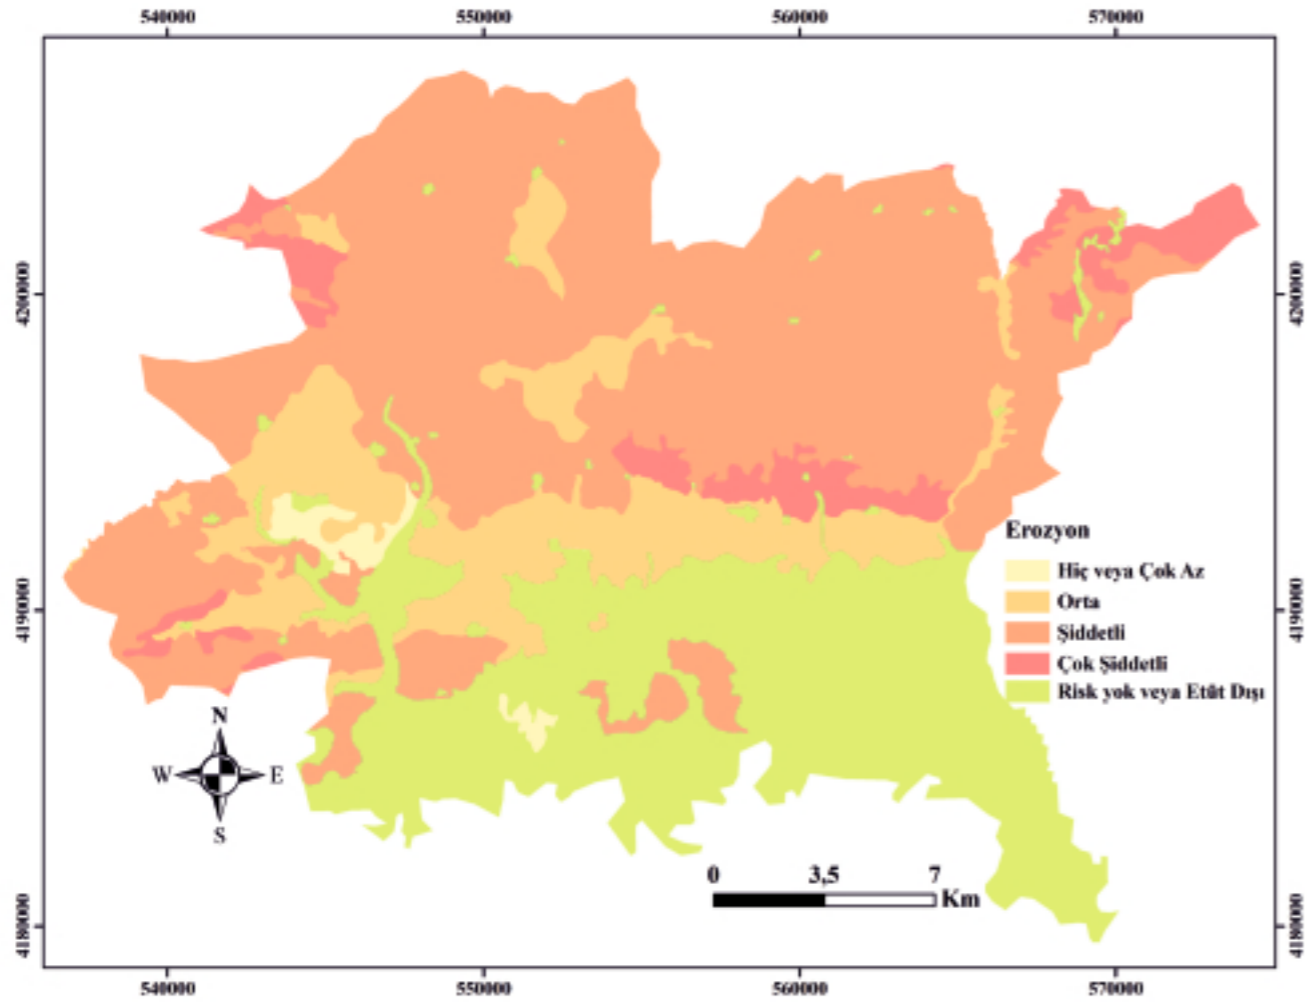 540000 550000 560000 570000
4200000 4200000
4190000 4190000
Erozyon
Hiç veya Çok Az
Orta
Şiddetli
Çok Şiddetli
Risk yok veya Etüt Dışı
N
W E
S
0 3,5 7
Km
4180000 4180000
540000 550000 560000 570000